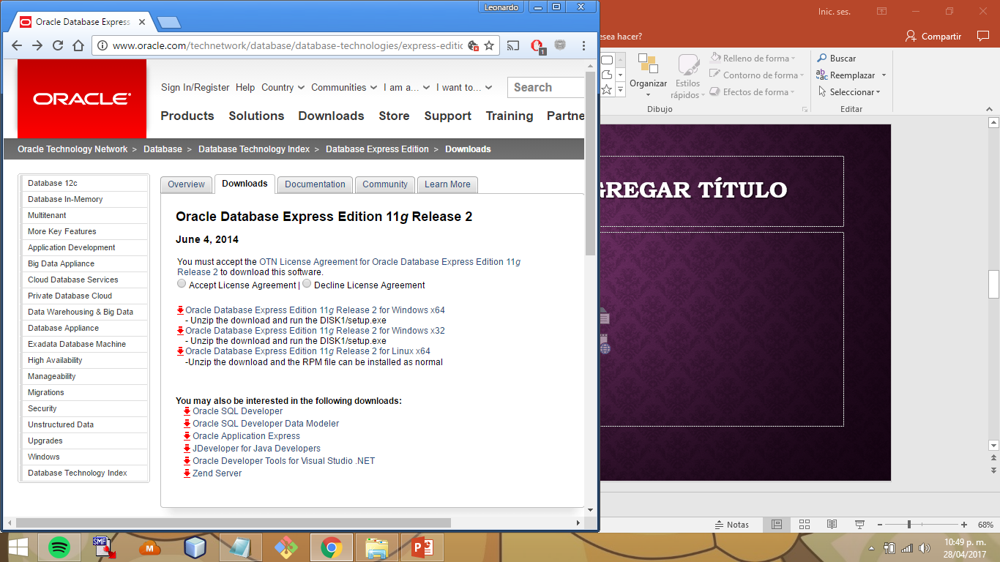 Leonardo
Oracle Database Express
www.oracle.com/technetwork/database/database-technologies/express-editic
1
ORACLE
Sign In/Register Help Country Communities I am a... I want to... Search
Products Solutions Downloads Store Support Training Partne
Oracle Technology Network > Database > Database Technology Index > Database Express Edition > Downloads
Database 12c
Database In-Memory
Multitenant
More Key Features
Application Development
Big Data Appliance
Cloud Database Services
Private Database Cloud
Data Warehousing & Big Data
Database Appliance
Exadata Database Machine
High Availability
Manageability
Migrations
Security
Unstructured Data
Upgrades
Windows
Database Technology Index
Overview Downloads Documentation Community Learn More
Oracle Database Express Edition 11g Release 2
June 4, 2014
You must accept the OTN License Agreement for Oracle Database Express Edition 11g
Release 2 to download this software.
Accept License Agreement | Decline License Agreement
Oracle Database Express Edition 11g Release 2 for Windows x64
- Unzip the download and run the DISK1/setup.exe
Oracle Database Express Edition 11g Release 2 for Windows x32
- Unzip the download and run the DISK1/setup.exe
Oracle Database Express Edition 11g Release 2 for Linux x64
-Unzip the download and the RPM file can be installed as normal
You may also be interested in the following downloads:
Oracle SQL Developer
Oracle SQL Developer Data Modeler
Oracle Application Express
JDeveloper for Java Developers
Oracle Developer Tools for Visual Studio .NET
Zend Server
Inic. ses.
esea hacer?
Compartir
Organizar
Estilos
rápidos
Relleno de forma
Contorno de forma
Efectos de forma
Dibujo
Buscar
Reemplazar
Seleccionar
Editar
GREGAR TÍTULO
Notas
68%
SMF
10:49 p. m.
28/04/2017